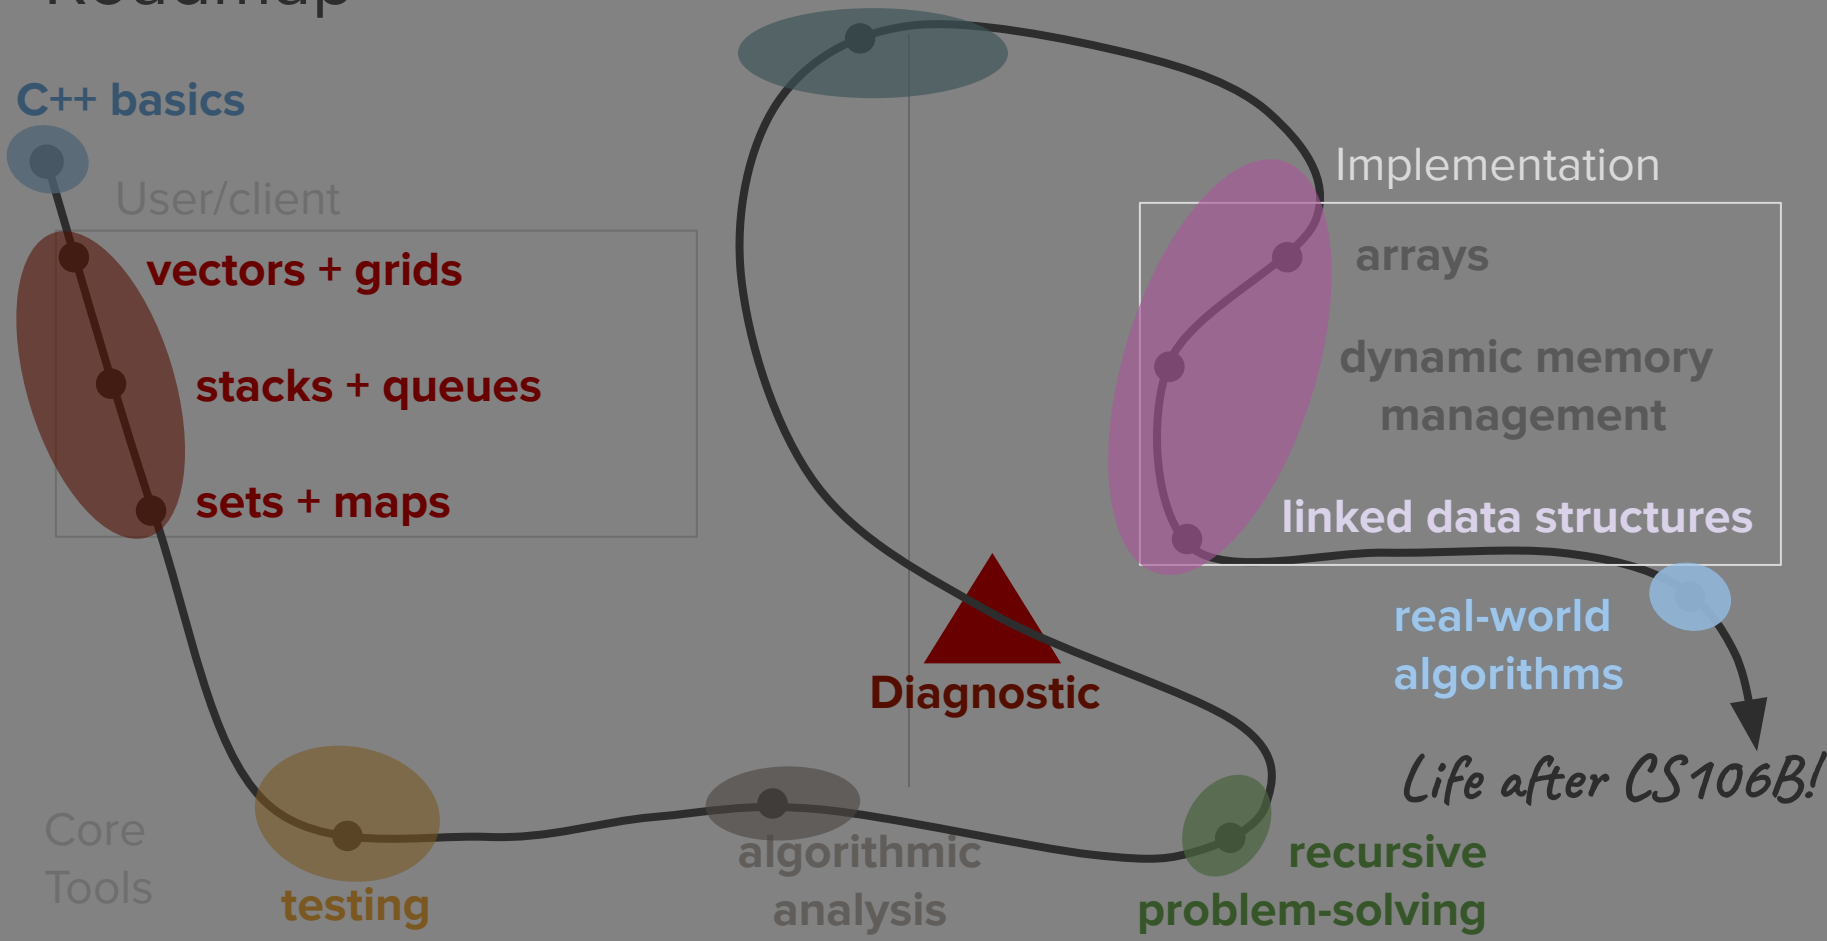 Roadmap
C++ basics
User/client
vectors + grids
stacks + queues
sets + maps
Core
Tools
testing
algorithmic
analysis
recursive
problem-solving
Diagnostic
Implementation
arrays
dynamic memory
management
linked data structures
real-world
algorithms
Life after CS106B!